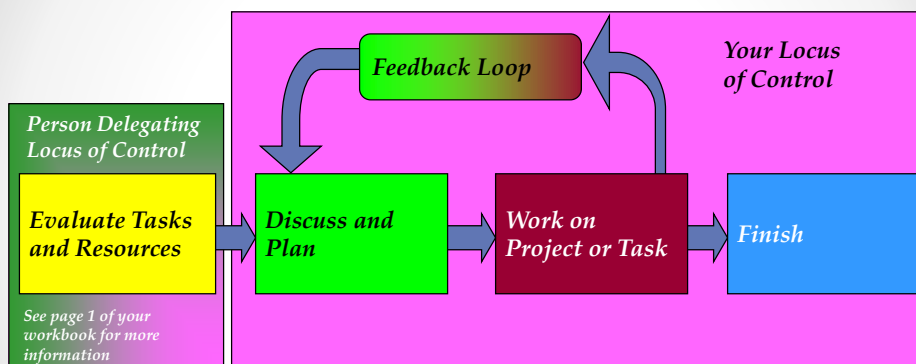 Feedback Loop
Your Locus
of Control
Person Delegating
Locus of Control
Evaluate Tasks
and Resources
Discuss and
Plan
Work on
Project or Task
Finish
See page 1 of your
workbook for more
information